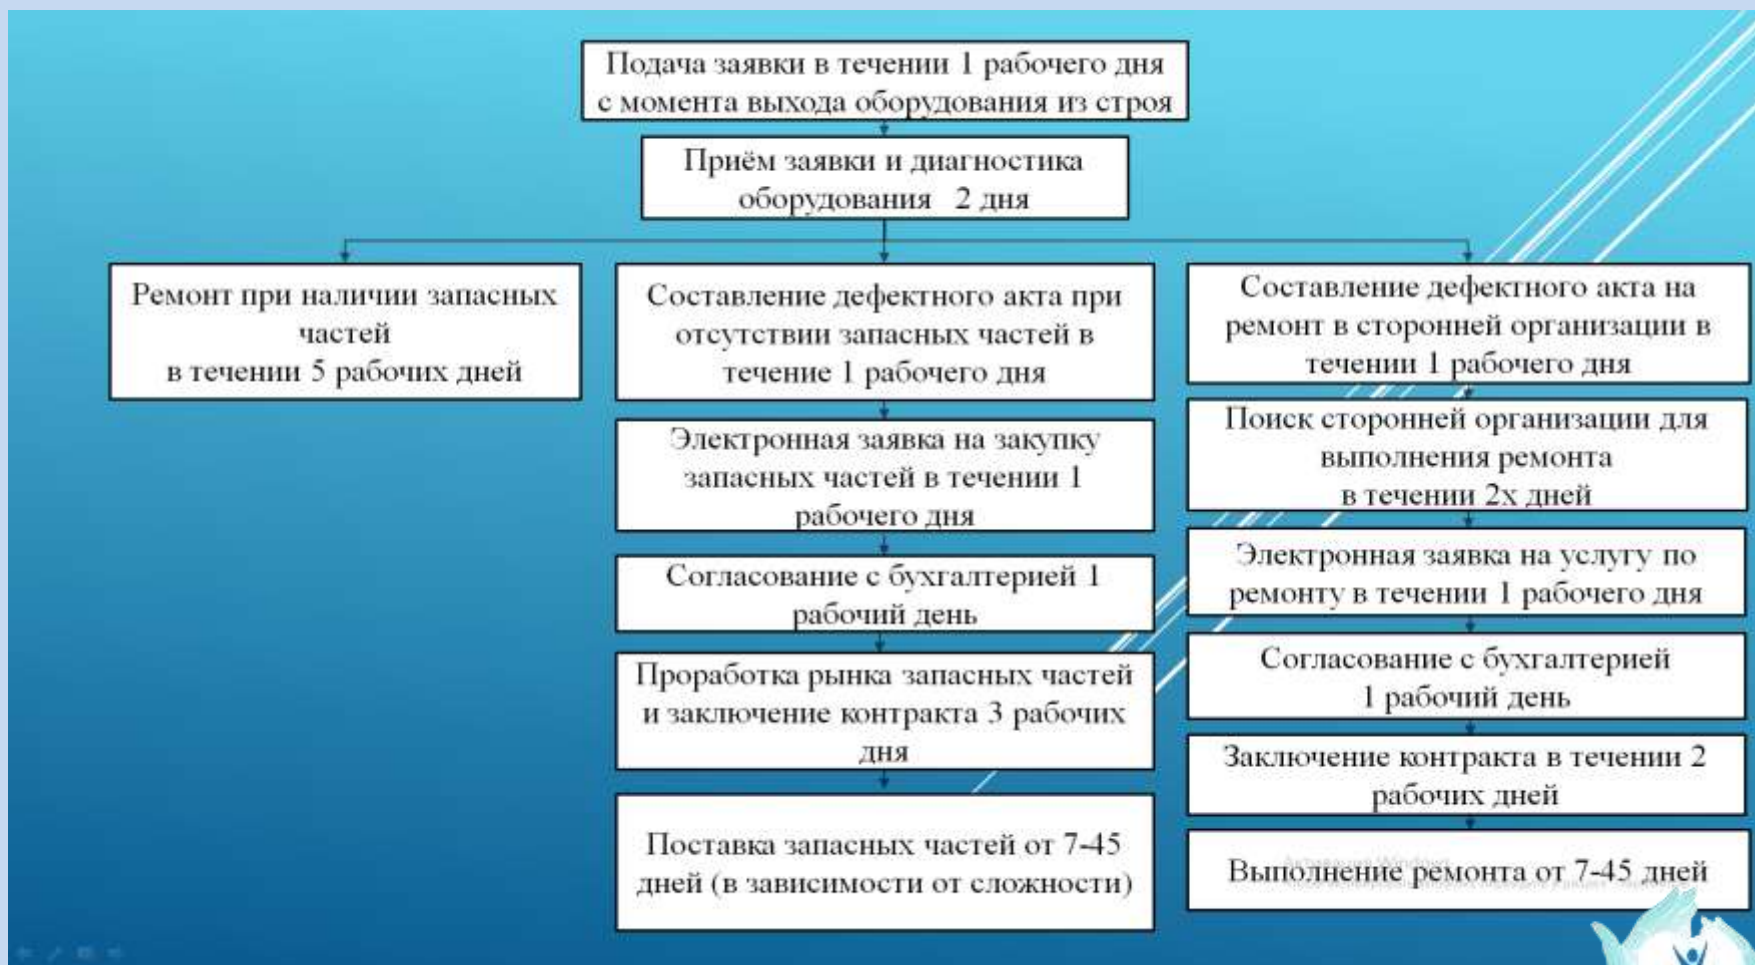 Подача заявки в течении 1 рабочего дня
с момента выхода оборудования из строя
Приём заявки и диагностика
оборудования 2 дня
Ремонт при наличии запасных
частей
в течении 5 рабочих дней
Составление дефектного акта при
отсутствии запасных частей в
течение 1 рабочего дня
Электронная заявка на закупку
запасных частей в течении 1
рабочего дня
Согласование с бухгалтерией 1
рабочий день
Проработка рынка запасных частей
и заключение контракта 3 рабочих
дня
Поставка запасных частей от 7-45
дней (в зависимости от сложности)
Составление дефектного акта на
ремонт в сторонней организации в
течении 1 рабочего дня
Поиск сторонней организации для
выполнения ремонта
в течении 2х дней
Электронная заявка на услугу по
ремонту в течении 1 рабочего дня
Согласование с бухгалтерией
1 рабочий день
Заключение контракта в течении 2
рабочих дней
Активация Windows
Выполнение ремонта от 7-45 дней